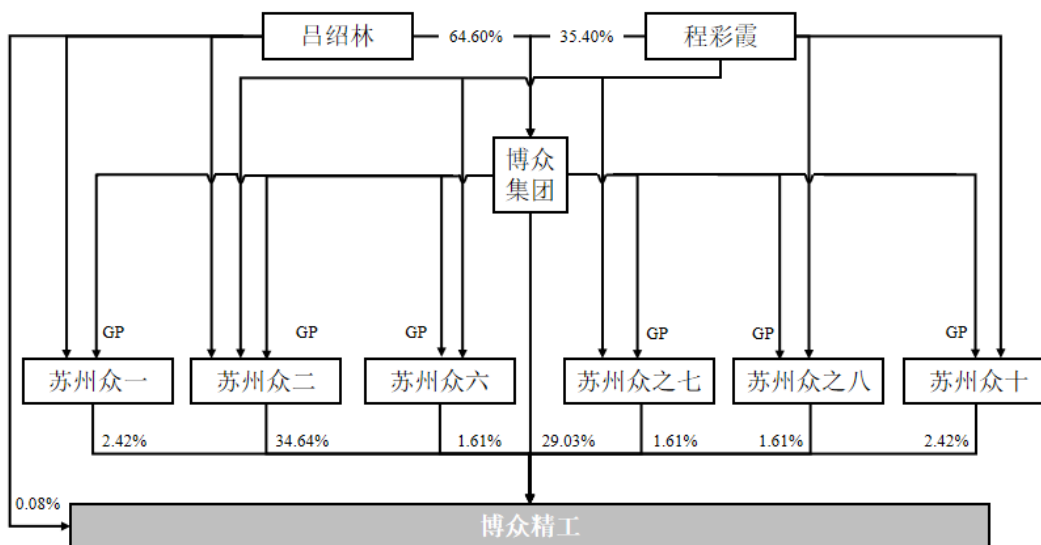 吕绍林
64.60%
35.40%
程彩霞
博众
集团
GP
GP
GP
GP
GP
GP
苏州众一
苏州众二
苏州众六
苏州众之七
苏州众之八
苏州众十
2.42%
34.64%
1.61%
29.03%
1.61%
1.61%
2.42%
0.08%
博众精工